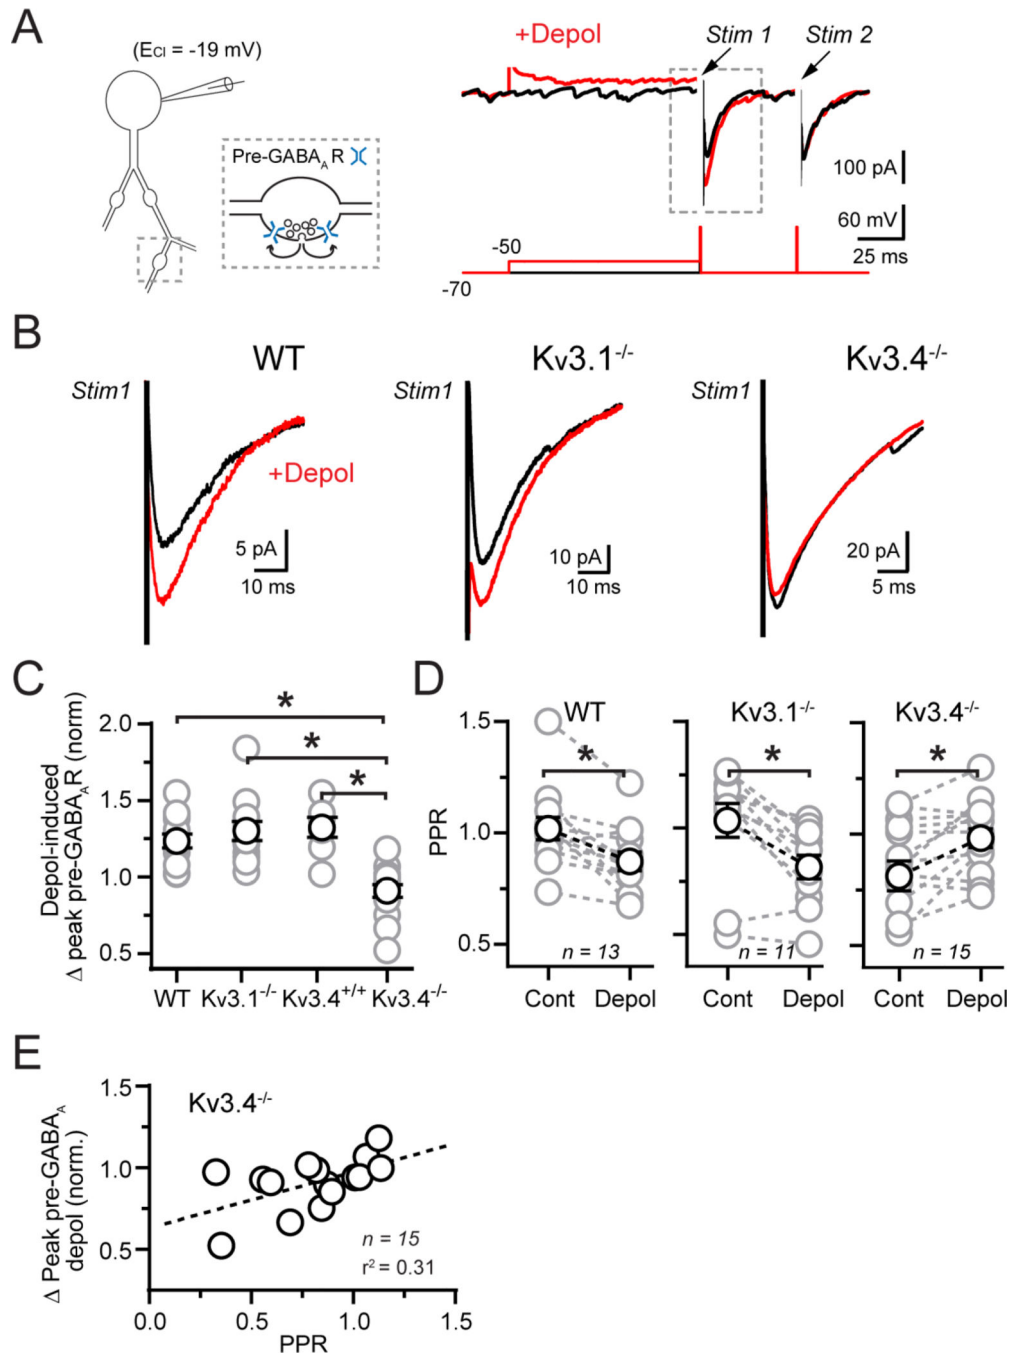 A
(ECl = -19 mV)
Pre-GABAA R
+Depol
Stim 1
Stim 2
100 pA
60 mV
25 ms
-50
-70
B
WT
Kv3.1-/-
Kv3.4-/-
Stim1
Stim1
Stim1
+Depol
5 pA
10 ms
10 pA
10 ms
20 pA
5 ms
C
Depol-induced
Δ peak pre-GABAA R (norm)
2.0
1.5
1.0
0.5
*
*
*
WT
Kv3.1-/-
Kv3.4+/+
Kv3.4-/-
D
PPR
1.5
1.0
0.5
WT
*
n = 13
Cont
Depol
Kv3.1-/-
*
n = 11
Cont
Depol
Kv3.4-/-
*
n = 15
Cont
Depol
E
Δ Peak pre-GABAA
depol (norm.)
1.5
1.0
0.5
Kv3.4-/-
n = 15
r2 = 0.31
0.0
0.5
1.0
1.5
PPR